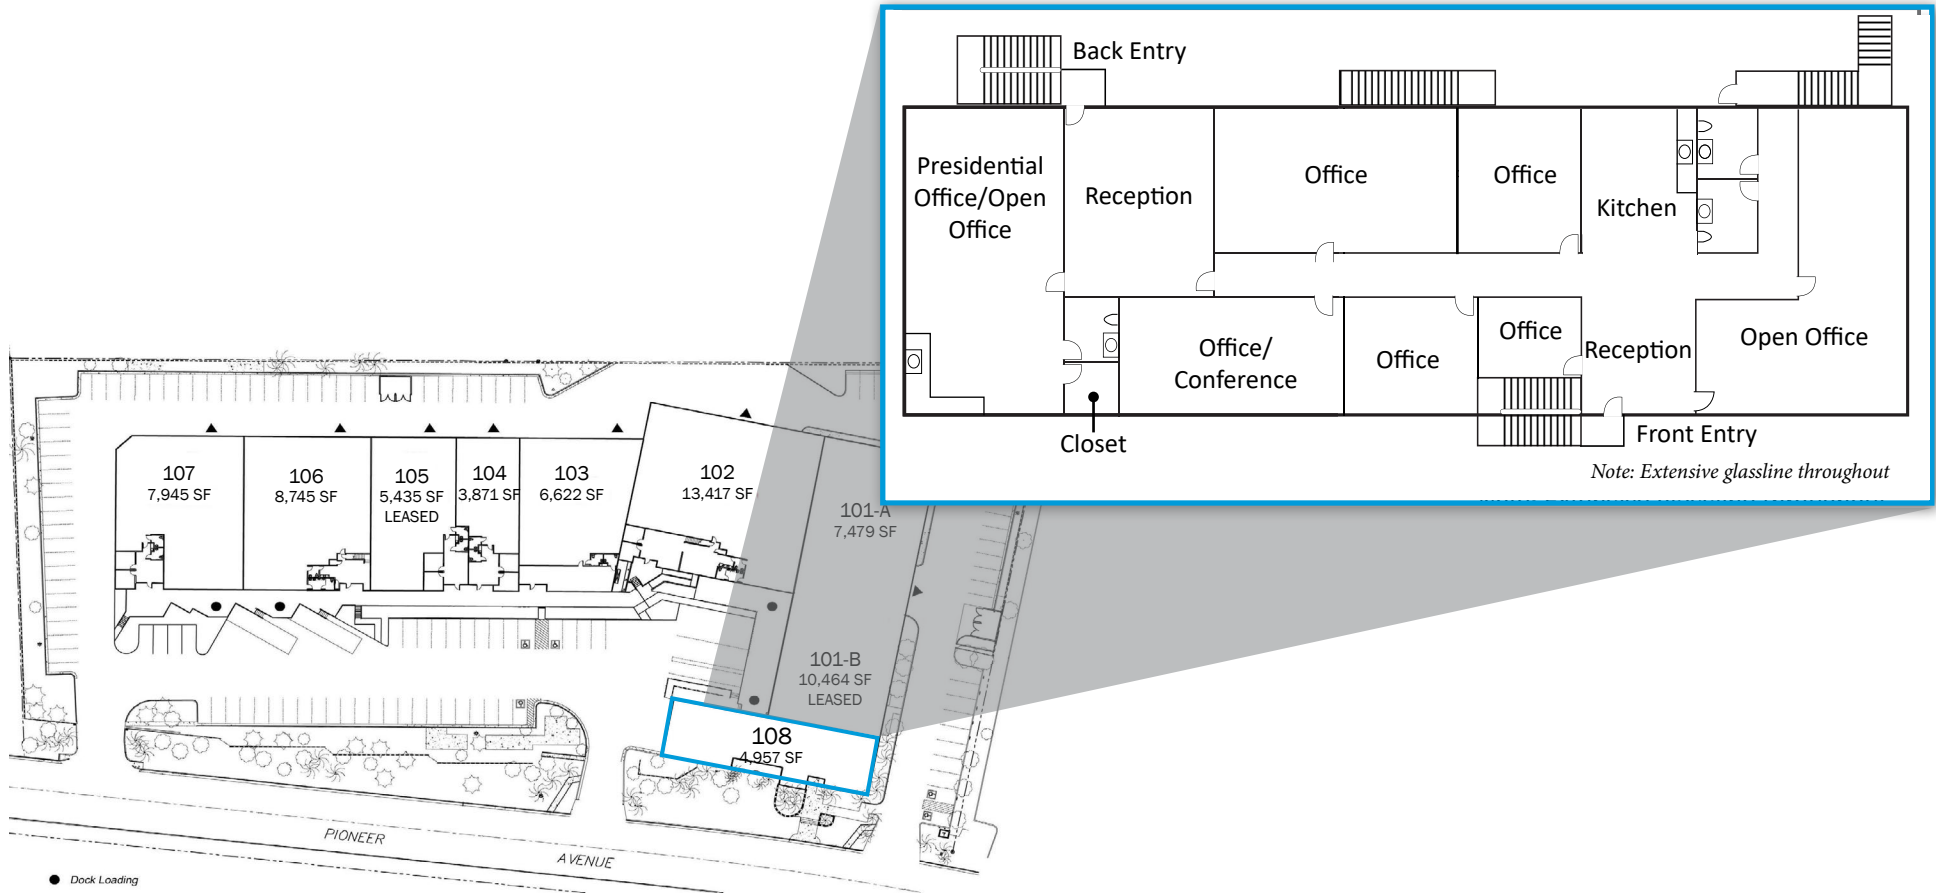 Back Entry
Presidential
Office/Open
Office
Reception
Office
Office
Kitchen
Office/
Conference
Office
Office
Reception
Open Office
Closet
Front Entry
Note: Extensive glassline throughout
107
7,945 SF
106
8,745 SF
105
5,435 SF
LEASED
104
3,871 SF
103
6,622 SF
102
13,417 SF
101-A
7,479 SF
101-B
10,464 SF
LEASED
108
4,957 SF
PIONEER
AVENUE
Dock Loading